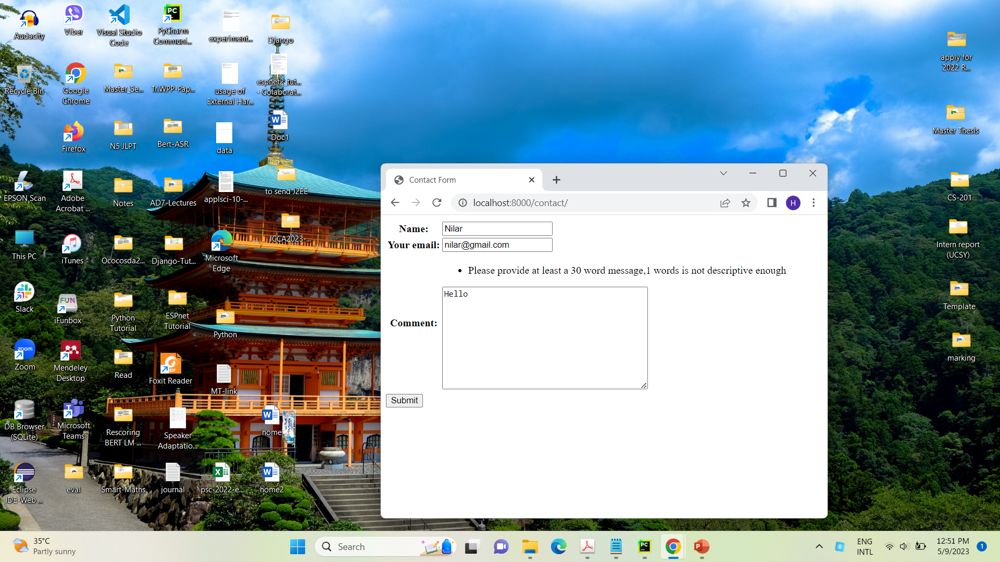 Audacity
Viber
Visual Studio
Code
PyCharm
Communi...
experiment...
Django
Recycle Bin
Google
Chrome
Master_Se...
Tr.WPP-Pap...
usage of
External Har...
espnet2_tut...
- Colaborat...
Firefox
N5 JLPT
Bert-ASR
data
Doc1
EPSON Scan
Adobe
Acrobat ...
Notes
AD7-Lectures
applsci-10-...
to send J2EE
This PC
iTunes
Ococosda2...
Django-Tut...
Microsoft
Edge
ICCA2023-...
Slack
iFunbox
Python
Tutorial
ESPnet
Tutorial
Python
Zoom
Mendeley
Desktop
Read
Foxit Reader
MT-link
DB Browser
(SQLite)
Microsoft
Teams
Rescoring
BERT LM ...
Speaker
Adaptatio...
home
Eclipse
IDE-Web ...
eval
Smart-Maths
journal
psc-2022-e...
home2
apply for
2022 R...
Master Thesis
CS-201
Intern report
(UCSY)
Template
marking
Contact Form
localhost:8000/contact/
H
Name: Nilar
Your email: nilar@gmail.com
• Please provide at least a 30 word message,1 words is not descriptive enough
Comment: Hello
Submit
35°C
Partly sunny
Search
ENG
INTL
12:51 PM
5/9/2023
1